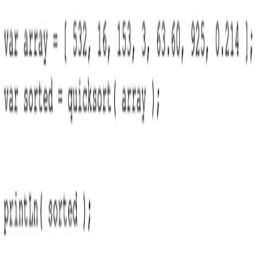 var array = [ 532, 16, 153, 3, 63.60, 925, 0.214 ];
var sorted = quicksort( array );
println( sorted );